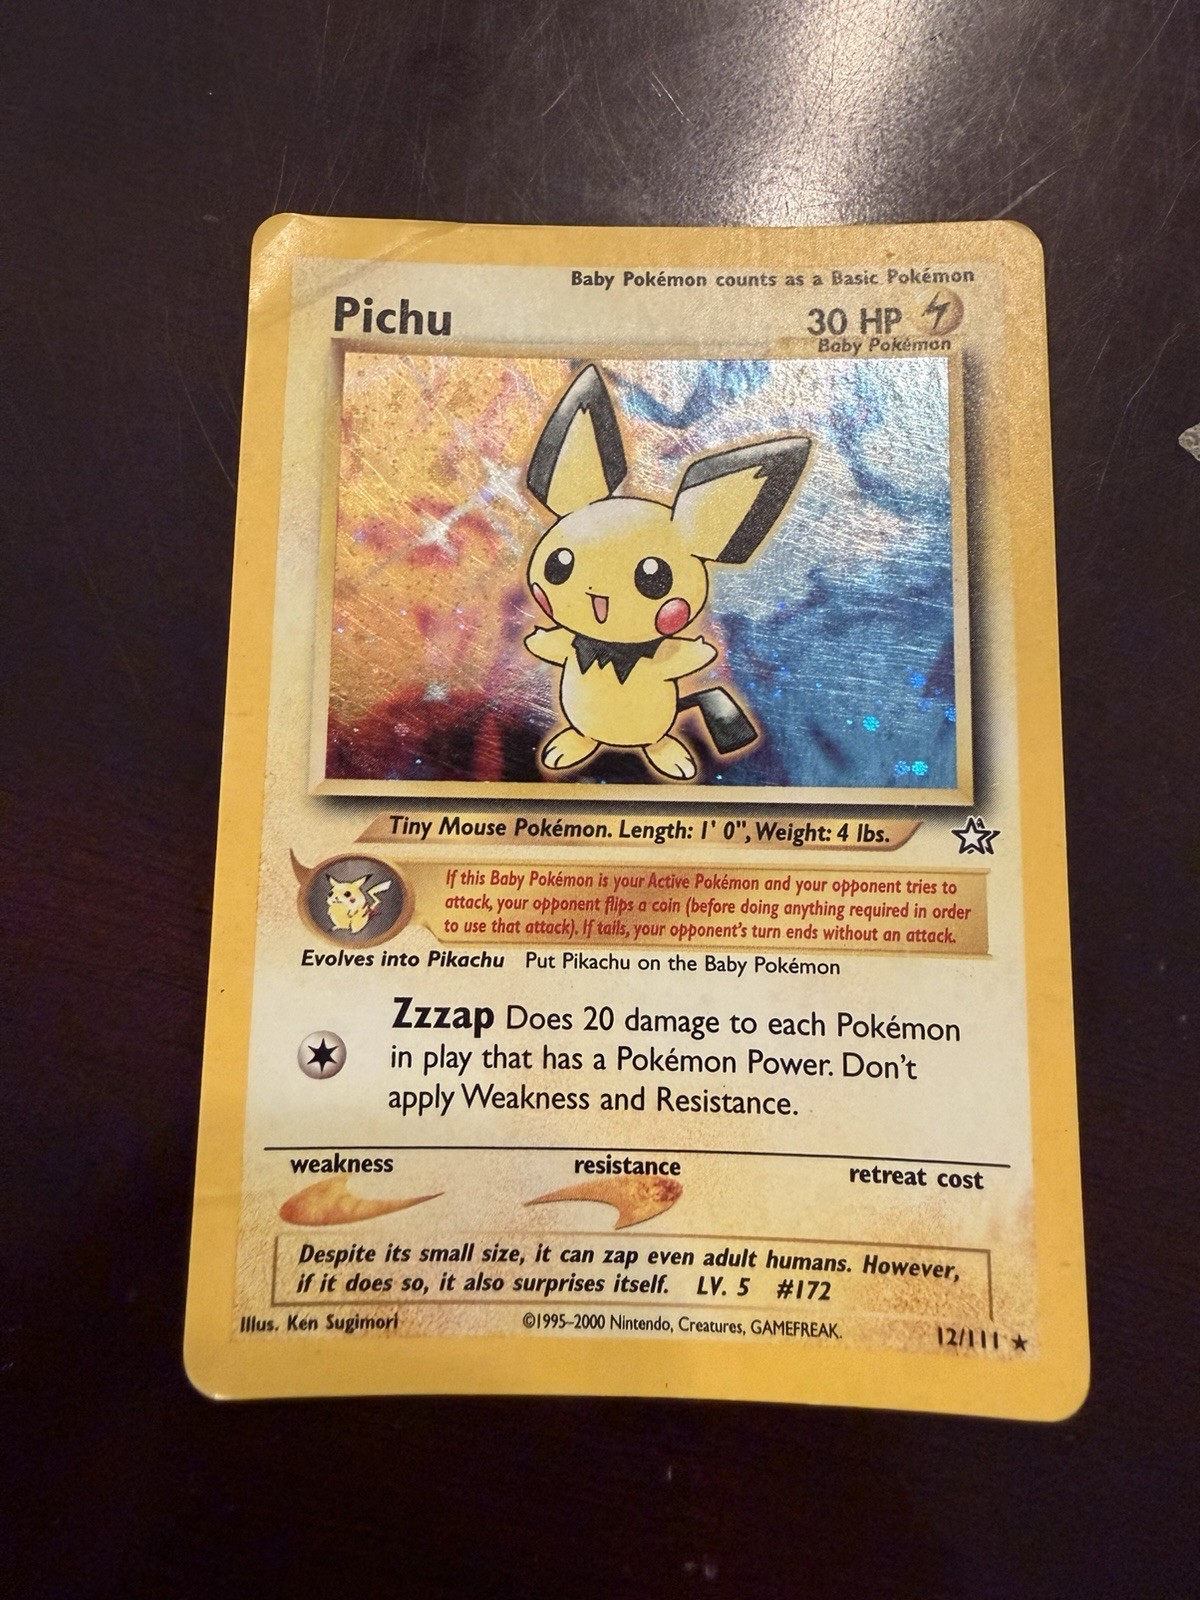 Baby Pokémon counts as a Basic Pokémon
Pichu
30 HP
Baby Pokémon
Tiny Mouse Pokémon. Length: 1' 0", Weight: 4 lbs.
If this Baby Pokémon is your Active Pokémon and your opponent tries to
attack, your opponent flips a coin (before doing anything required in order
to use that attack). If tails, your opponent's turn ends without an attack.
Evolves into Pikachu Put Pikachu on the Baby Pokémon
Zzzap Does 20 damage to each Pokémon
in play that has a Pokémon Power. Don't
apply Weakness and Resistance.
weakness resistance retreat cost
Despite its small size, it can zap even adult humans. However,
if it does so, it also surprises itself. LV. 5 #172
Illus. Ken Sugimori ©1995–2000 Nintendo, Creatures, GAMEFREAK. 12/111 ★